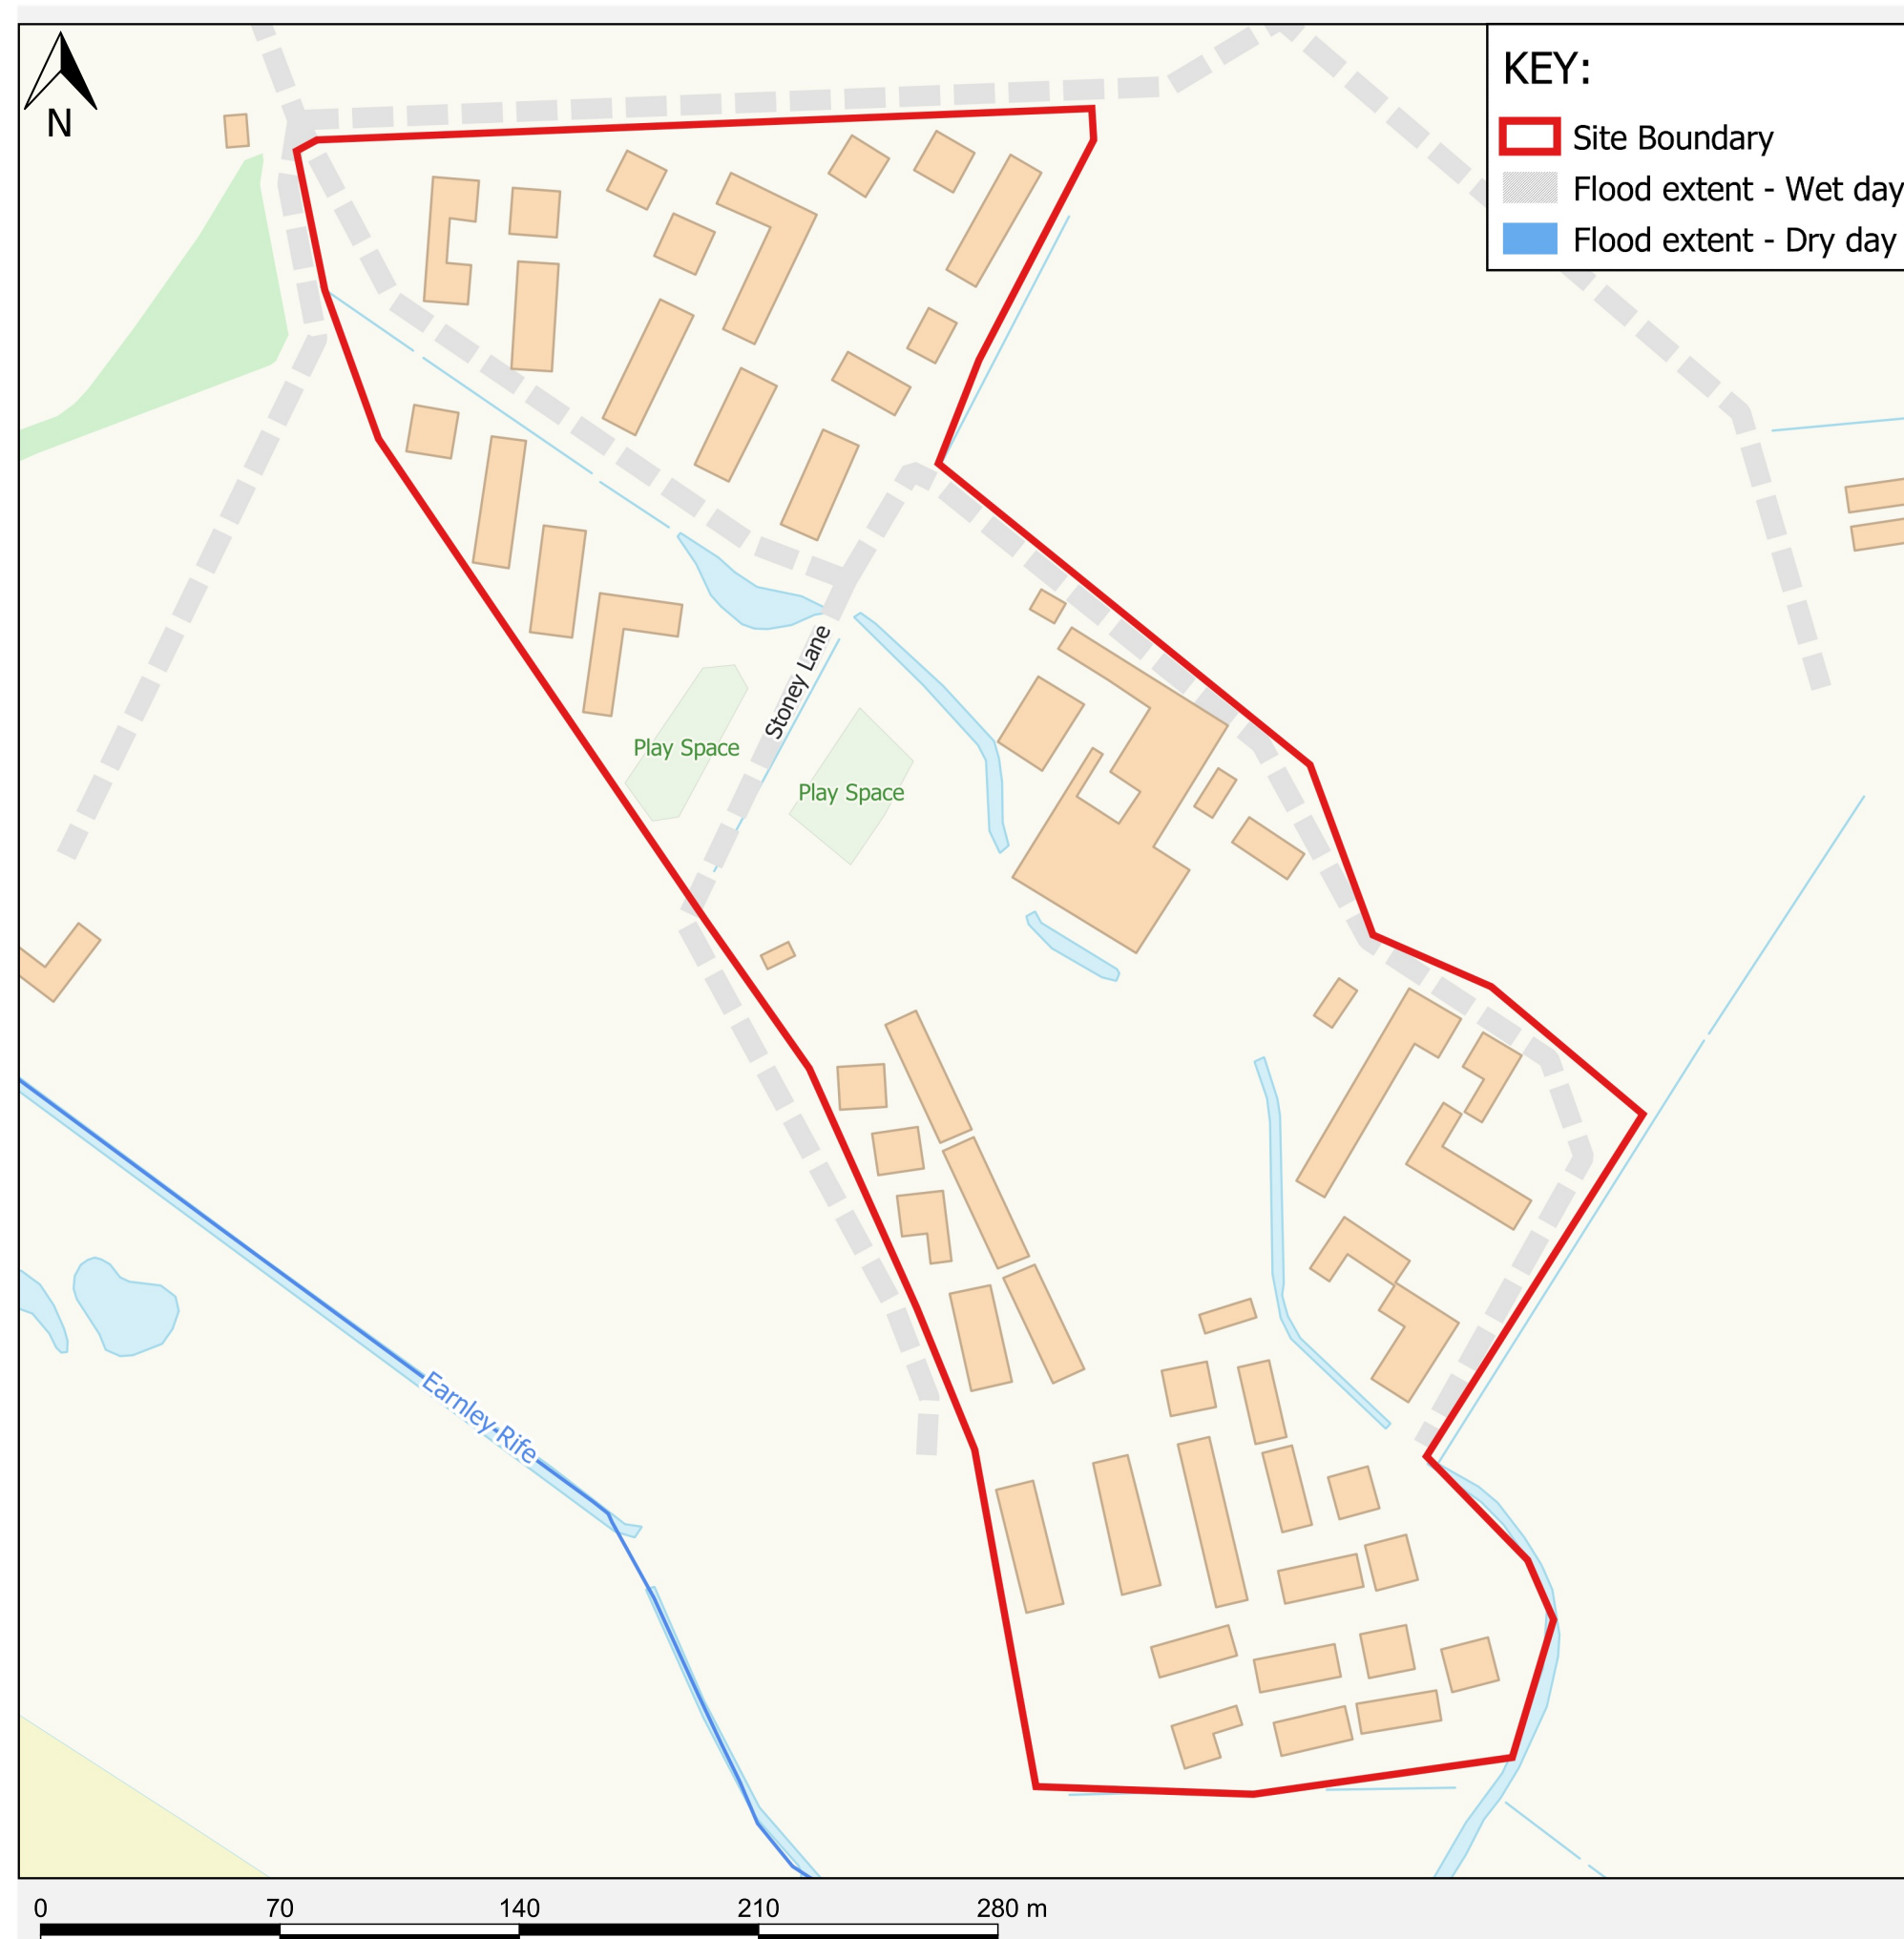 N
KEY:
Site Boundary
Flood extent - Wet day
Flood extent - Dry day
Stoney Lane
Play Space
Play Space
Earnley Rife
0 70 140 210 280 m